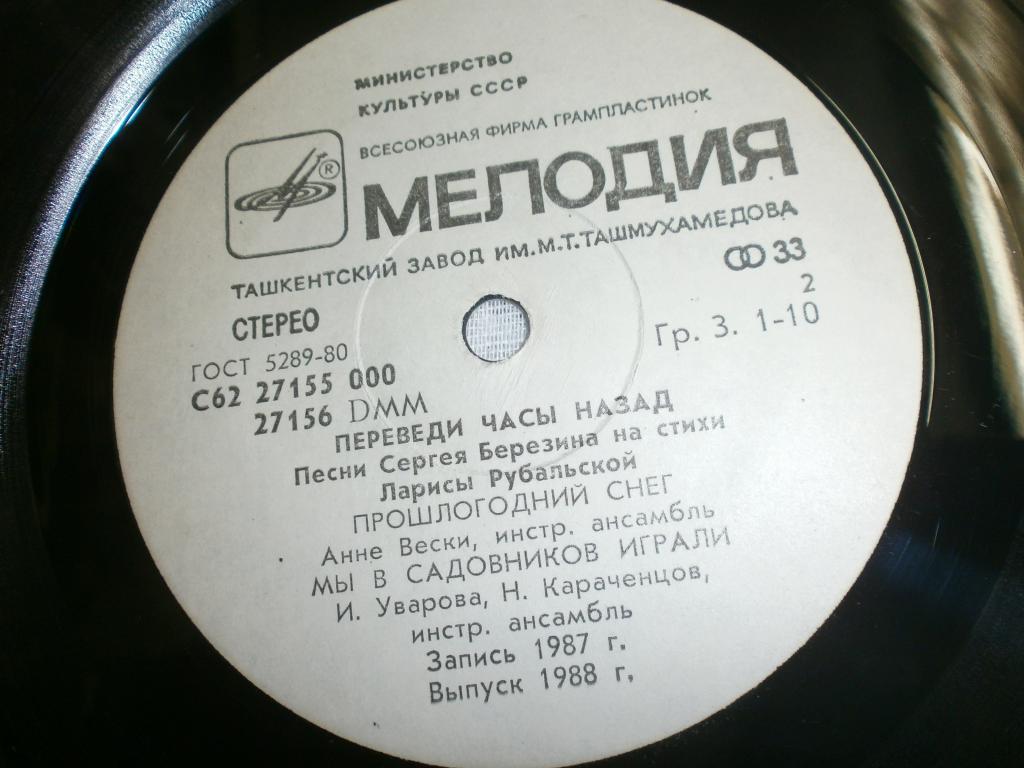 МИНИСТЕРСТВО
КУЛЬТУРЫ СССР
ВСЕСОЮЗНАЯ ФИРМА ГРАМПЛАСТИНОК
®
МЕЛОДИЯ
ТАШКЕНТСКИЙ ЗАВОД ИМ.М.Т.ТАШМУХАМЕДОВА
СТЕРЕО
33
ГОСТ 5289-80
2
С62 27155 000
Гр. 3. 1-10
27156 DMM
ПЕРЕВЕДИ ЧАСЫ НАЗАД
Песни Сергея Березина на стихи
Ларисы Рубальской
ПРОШЛОГОДНИЙ СНЕГ
Анне Вески, инстр. ансамбль
МЫ В САДОВНИКОВ ИГРАЛИ
И. Уварова, Н. Караченцов,
инстр. ансамбль
Запись 1987 г.
Выпуск 1988 г.